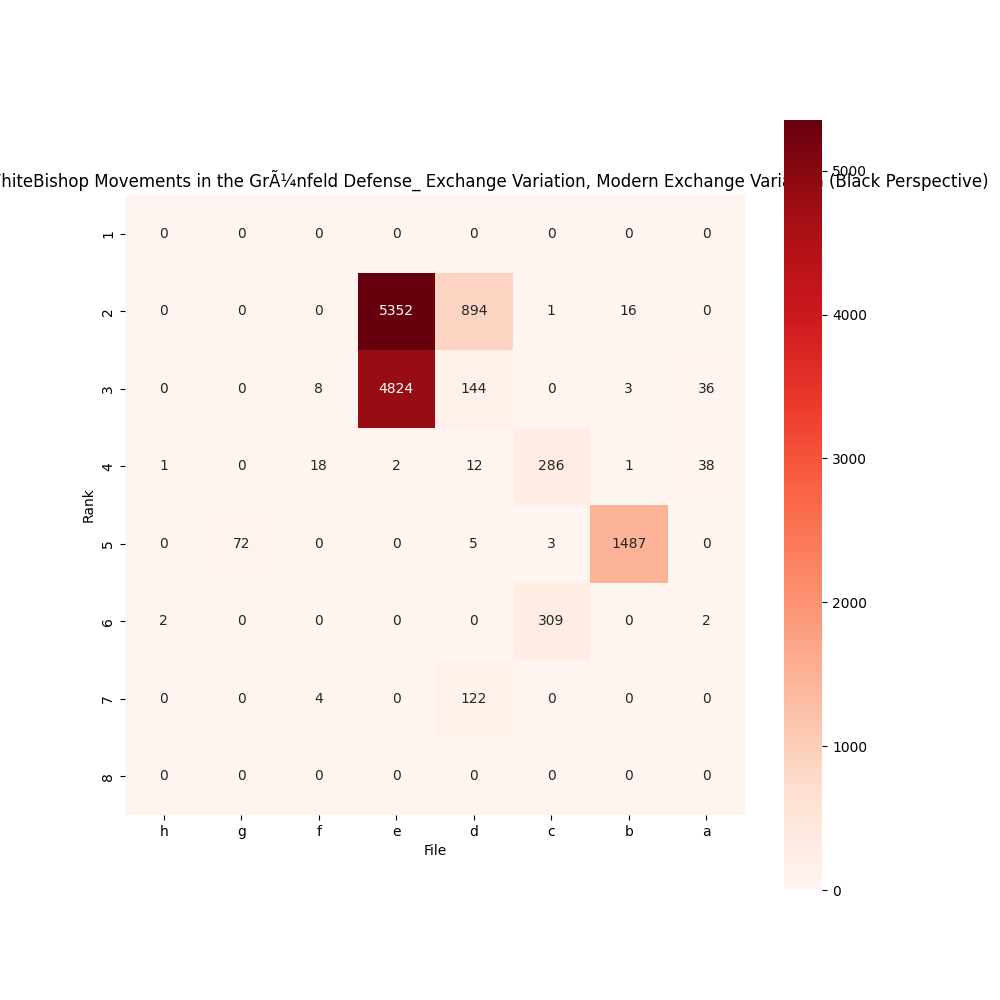 hiteBishop Movements in the GrÃ¼nfeld Defense_ Exchange Variation, Modern Exchange Varia (Black Perspective)
5000
1 0 0 0 0 0 0 0 0
2 0 0 0 5352 894 1 16 0
4000
3 0 0 8 4824 144 0 3 36
3000
4 1 0 18 2 12 286 1 38
Rank
5 0 72 0 0 5 3 1487 0
2000
6 2 0 0 0 0 309 0 2
7 0 0 4 0 122 0 0 0
1000
8 0 0 0 0 0 0 0 0
h g f e d c b a
File
0